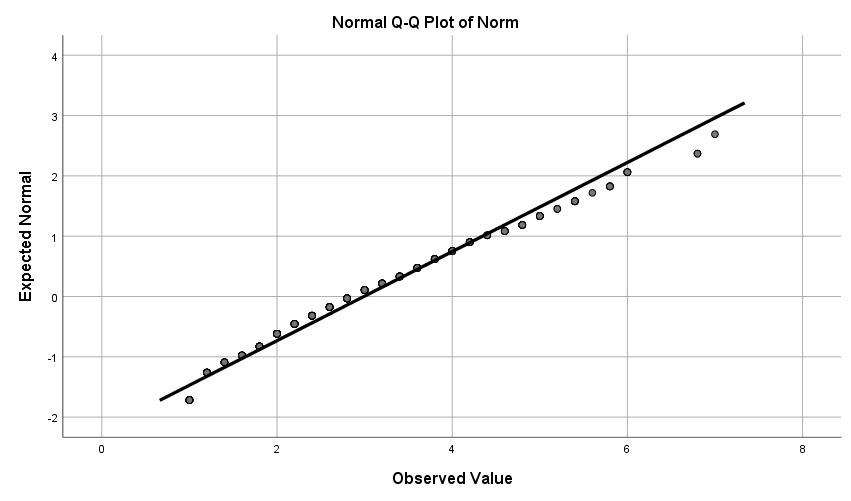 Normal Q-Q Plot of Norm
4
3
2
1
0
-1
-2
Expected Normal
0 2 4 6 8
Observed Value